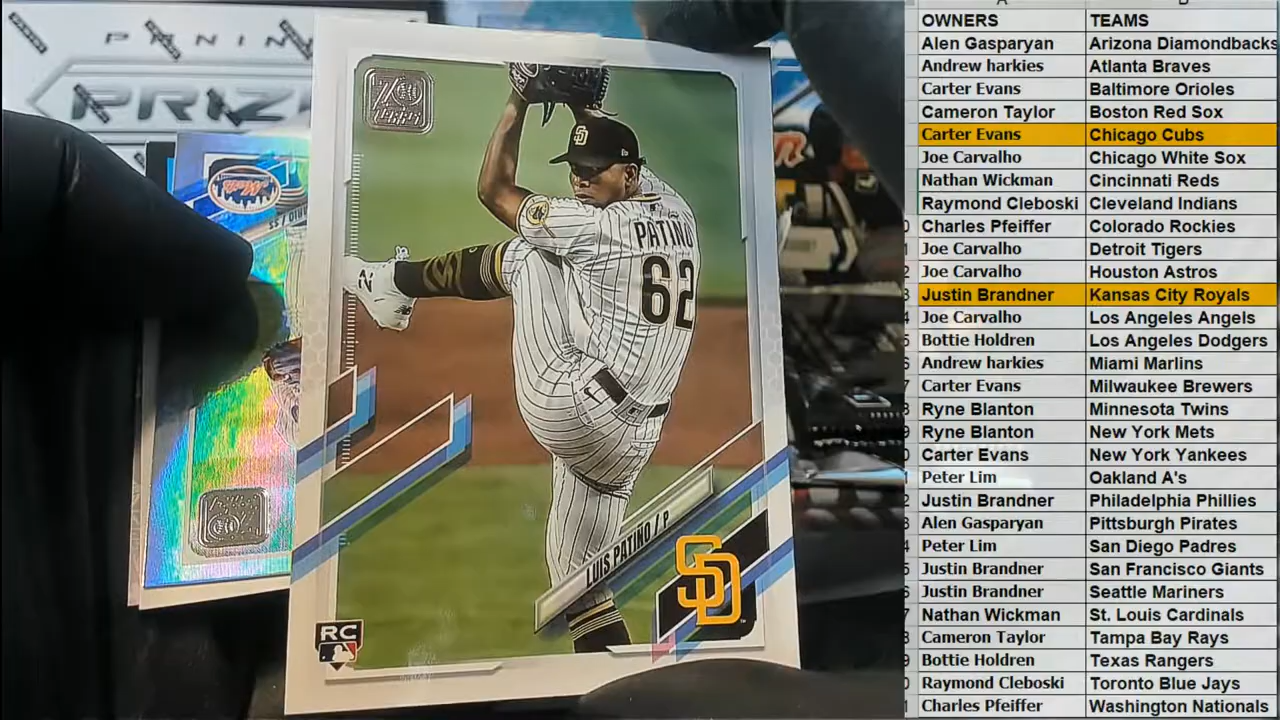 PANINI
PRIZM
Mets
SS /
70
TOPPS
SD
PATIÑO
62
LUIS PATIÑO / P
SD
RC
OWNERS TEAMS
Alen Gasparyan Arizona Diamondbacks
Andrew harkies Atlanta Braves
Carter Evans Baltimore Orioles
Cameron Taylor Boston Red Sox
Carter Evans Chicago Cubs
Joe Carvalho Chicago White Sox
Nathan Wickman Cincinnati Reds
Raymond Cleboski Cleveland Indians
Charles Pfeiffer Colorado Rockies
Joe Carvalho Detroit Tigers
Joe Carvalho Houston Astros
Justin Brandner Kansas City Royals
Joe Carvalho Los Angeles Angels
Bottie Holdren Los Angeles Dodgers
Andrew harkies Miami Marlins
Carter Evans Milwaukee Brewers
Ryne Blanton Minnesota Twins
Ryne Blanton New York Mets
Carter Evans New York Yankees
Peter Lim Oakland A's
Justin Brandner Philadelphia Phillies
Alen Gasparyan Pittsburgh Pirates
Peter Lim San Diego Padres
Justin Brandner San Francisco Giants
Justin Brandner Seattle Mariners
Nathan Wickman St. Louis Cardinals
Cameron Taylor Tampa Bay Rays
Bottie Holdren Texas Rangers
Raymond Cleboski Toronto Blue Jays
Charles Pfeiffer Washington Nationals